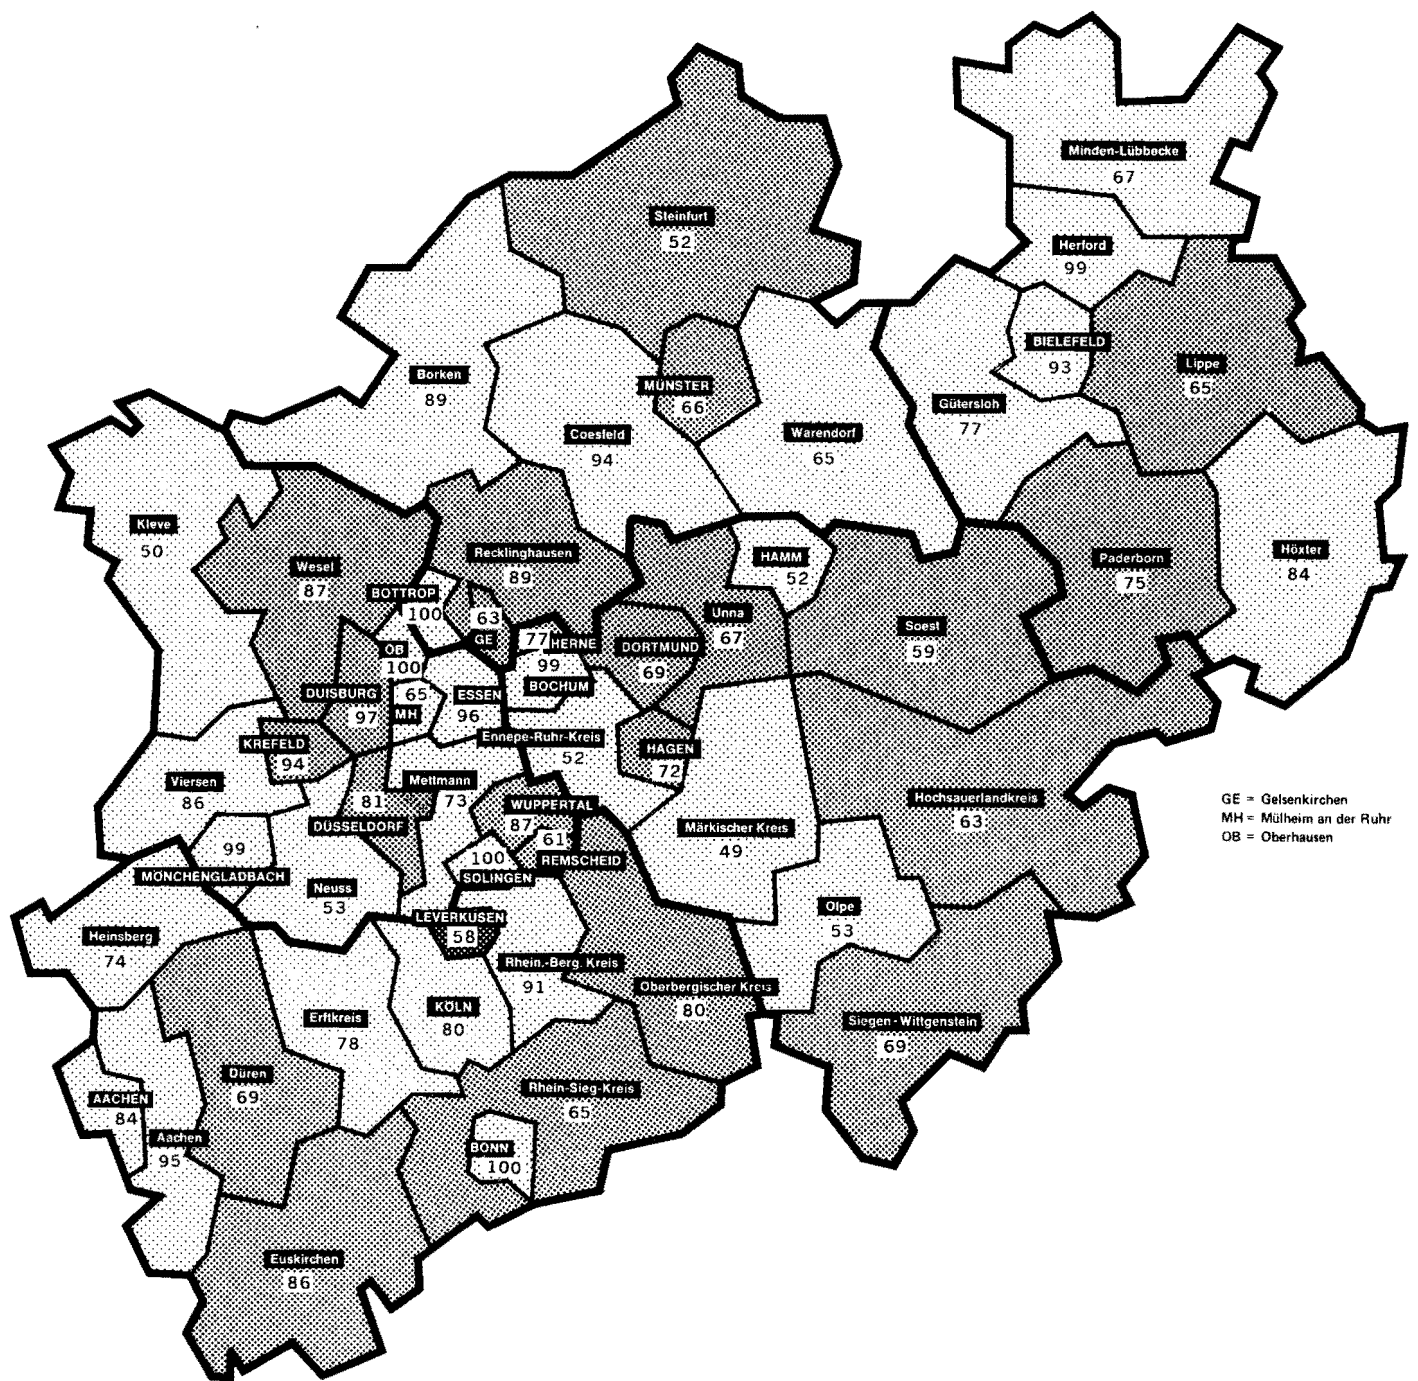 Minden-Lübbecke
67
Steinfurt
52
Herford
99
BIELEFELD
93
Lippe
65
Borken
89
MÜNSTER
66
Gütersloh
77
Coesfeld
94
Warendorf
65
Kleve
50
Wesel
87
Recklinghausen
89
HAMM
52
Paderborn
75
Höxter
84
BOTTROP
100
63
GE
Unna
67
Soest
59
77
HERNE
99
BOCHUM
DORTMUND
69
OB
100
DUISBURG
97
65
MH
ESSEN
96
KREFELD
94
Ennepe-Ruhr-Kreis
52
HAGEN
72
Viersen
86
Mettmann
73
81
DÜSSELDORF
WUPPERTAL
87
61
REMSCHEID
Märkischer Kreis
49
Hochsauerlandkreis
63
GE = Gelsenkirchen
MH = Mülheim an der Ruhr
OB = Oberhausen
99
MÖNCHENGLADBACH
Neuss
53
100
SOLINGEN
LEVERKUSEN
58
Olpe
53
Heinsberg
74
Rhein.-Berg. Kreis
91
Oberbergischer Kreis
80
Erftkreis
78
KÖLN
80
Siegen-Wittgenstein
69
Düren
69
AACHEN
84
Rhein-Sieg-Kreis
65
Aachen
95
BONN
100
Euskirchen
86